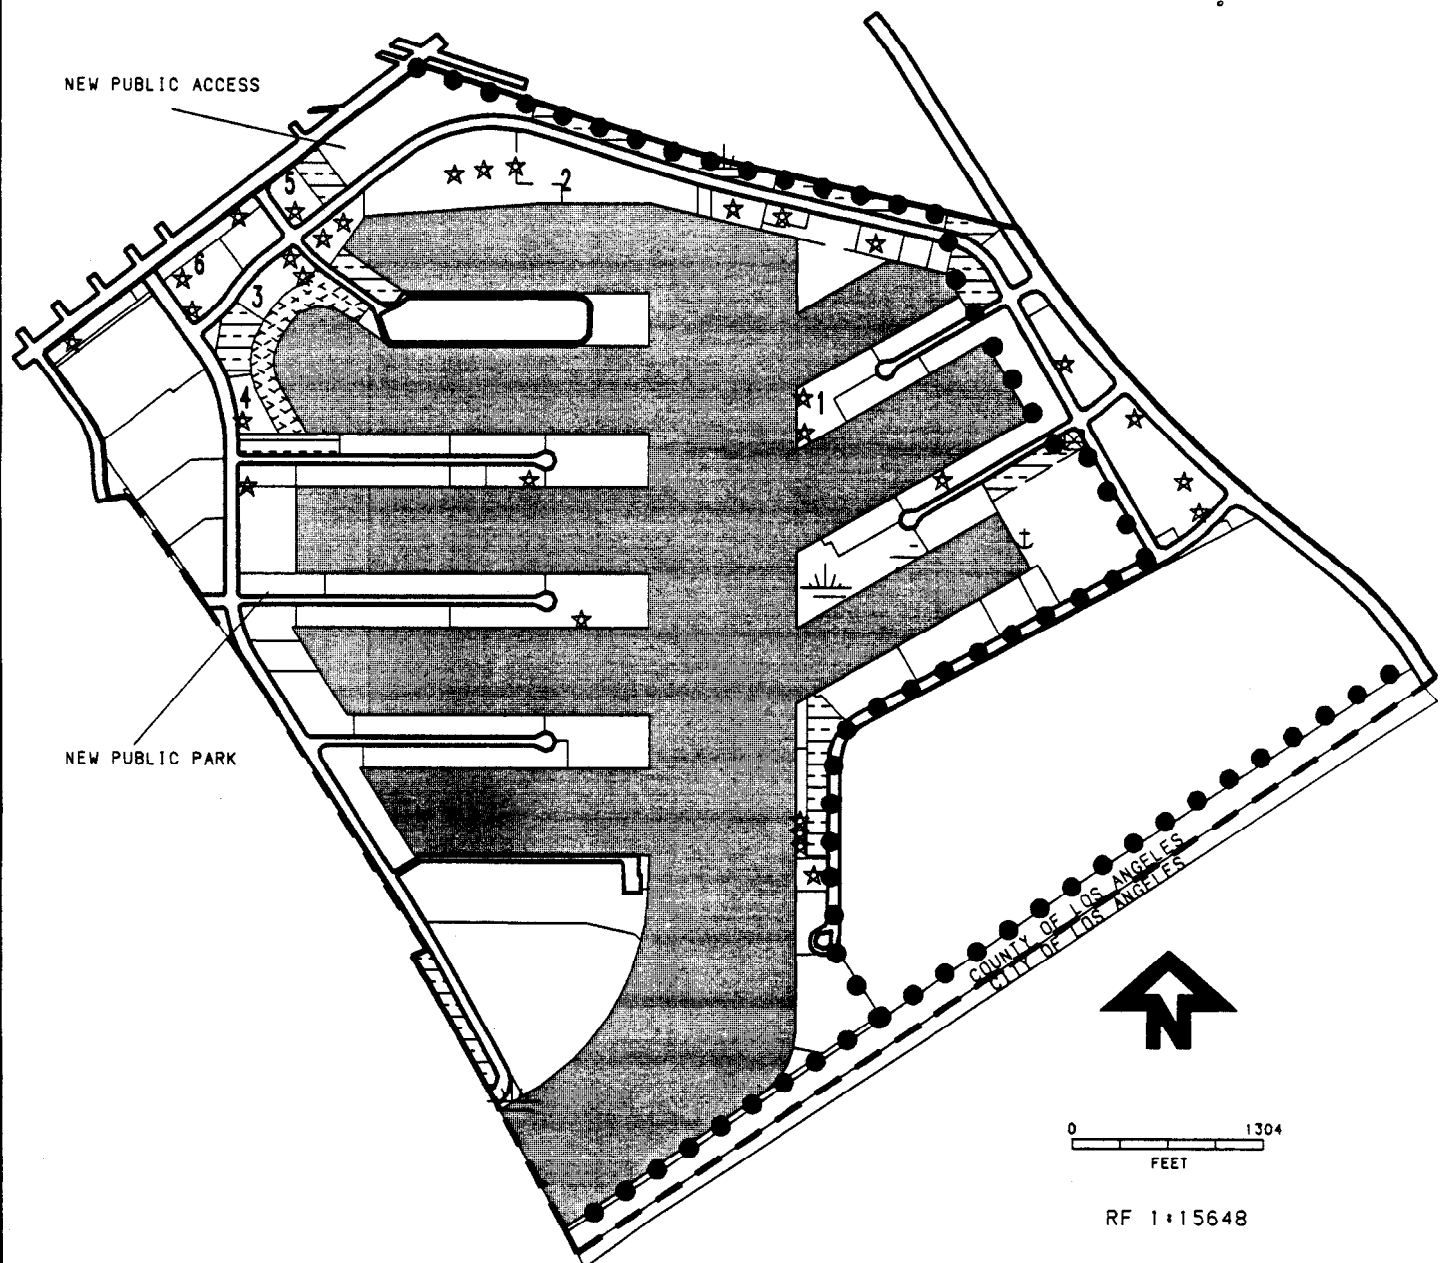 NEW PUBLIC ACCESS
5
2
6
3
1
4
NEW PUBLIC PARK
COUNTY OF LOS ANGELES
CITY OF LOS ANGELES
N
0 1304
FEET
RF 1:15648